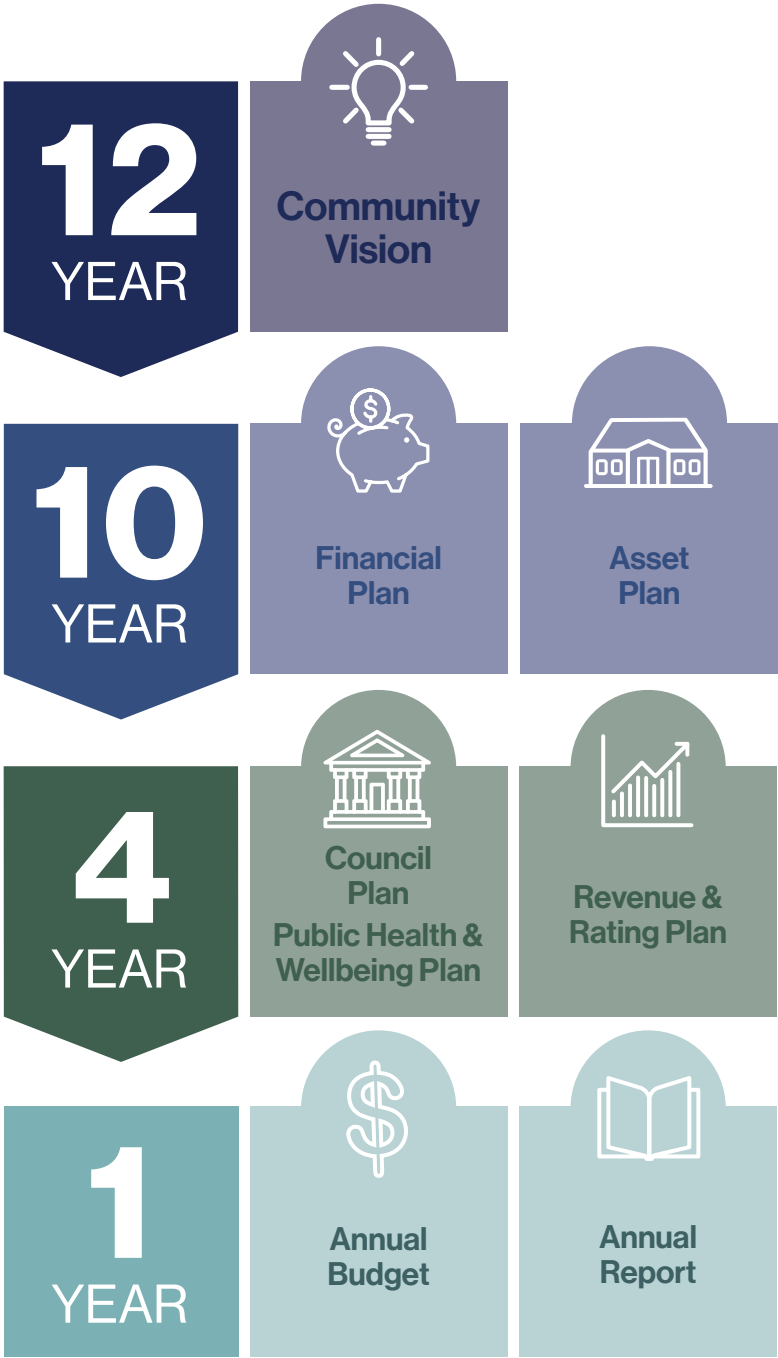 12
YEAR
Community
Vision
10
YEAR
$
Financial
Plan
Asset
Plan
4
YEAR
Council
Plan
Public Health &
Wellbeing Plan
Revenue &
Rating Plan
1
YEAR
$
Annual
Budget
Annual
Report